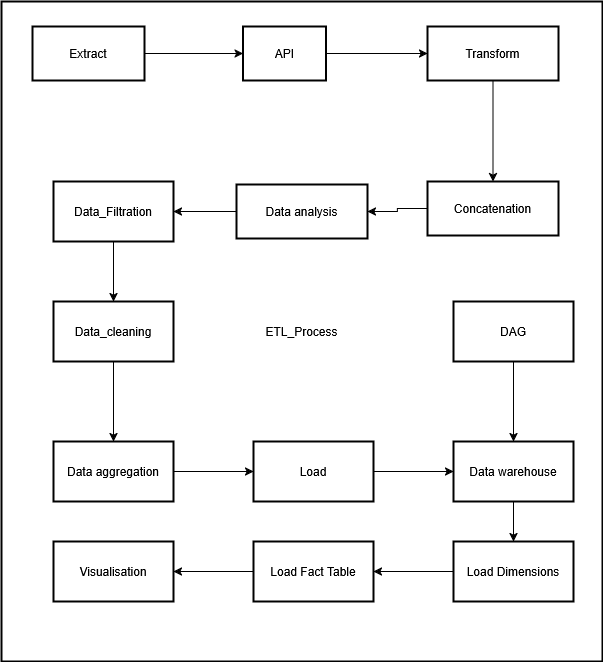 Extract
API
Transform
Data_Filtration
Data analysis
Concatenation
Data_cleaning
ETL_Process
DAG
Data aggregation
Load
Data warehouse
Visualisation
Load Fact Table
Load Dimensions